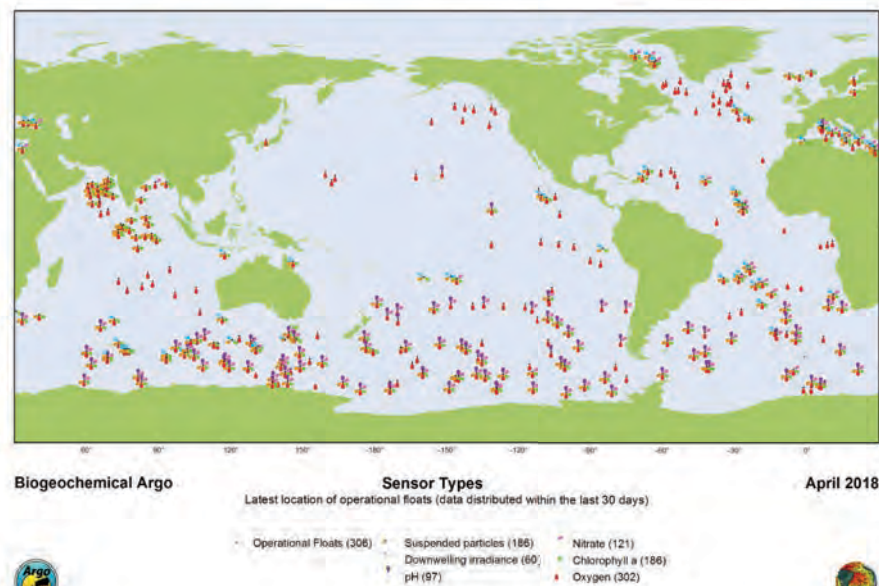 60°
90°
120°
150°
-180°
-150°
-120°
-90°
-60°
-30°
0°
Biogeochemical Argo
Sensor Types
April 2018
Latest location of operational floats (data distributed within the last 30 days)
Operational Floats (306)
Suspended particles (186)
Nitrate (121)
Downwelling irradiance (60)
Chlorophyll a (186)
pH (97)
Oxygen (302)
Argo